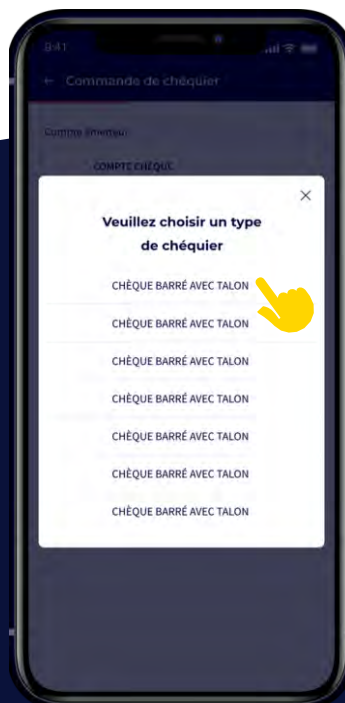 9:41
← Commande de chéquier
Compte émetteur
COMPTE CHÈQUE
Veuillez choisir un type
de chéquier
CHÈQUE BARRÉ AVEC TALON
CHÈQUE BARRÉ AVEC TALON
CHÈQUE BARRÉ AVEC TALON
CHÈQUE BARRÉ AVEC TALON
CHÈQUE BARRÉ AVEC TALON
CHÈQUE BARRÉ AVEC TALON
CHÈQUE BARRÉ AVEC TALON